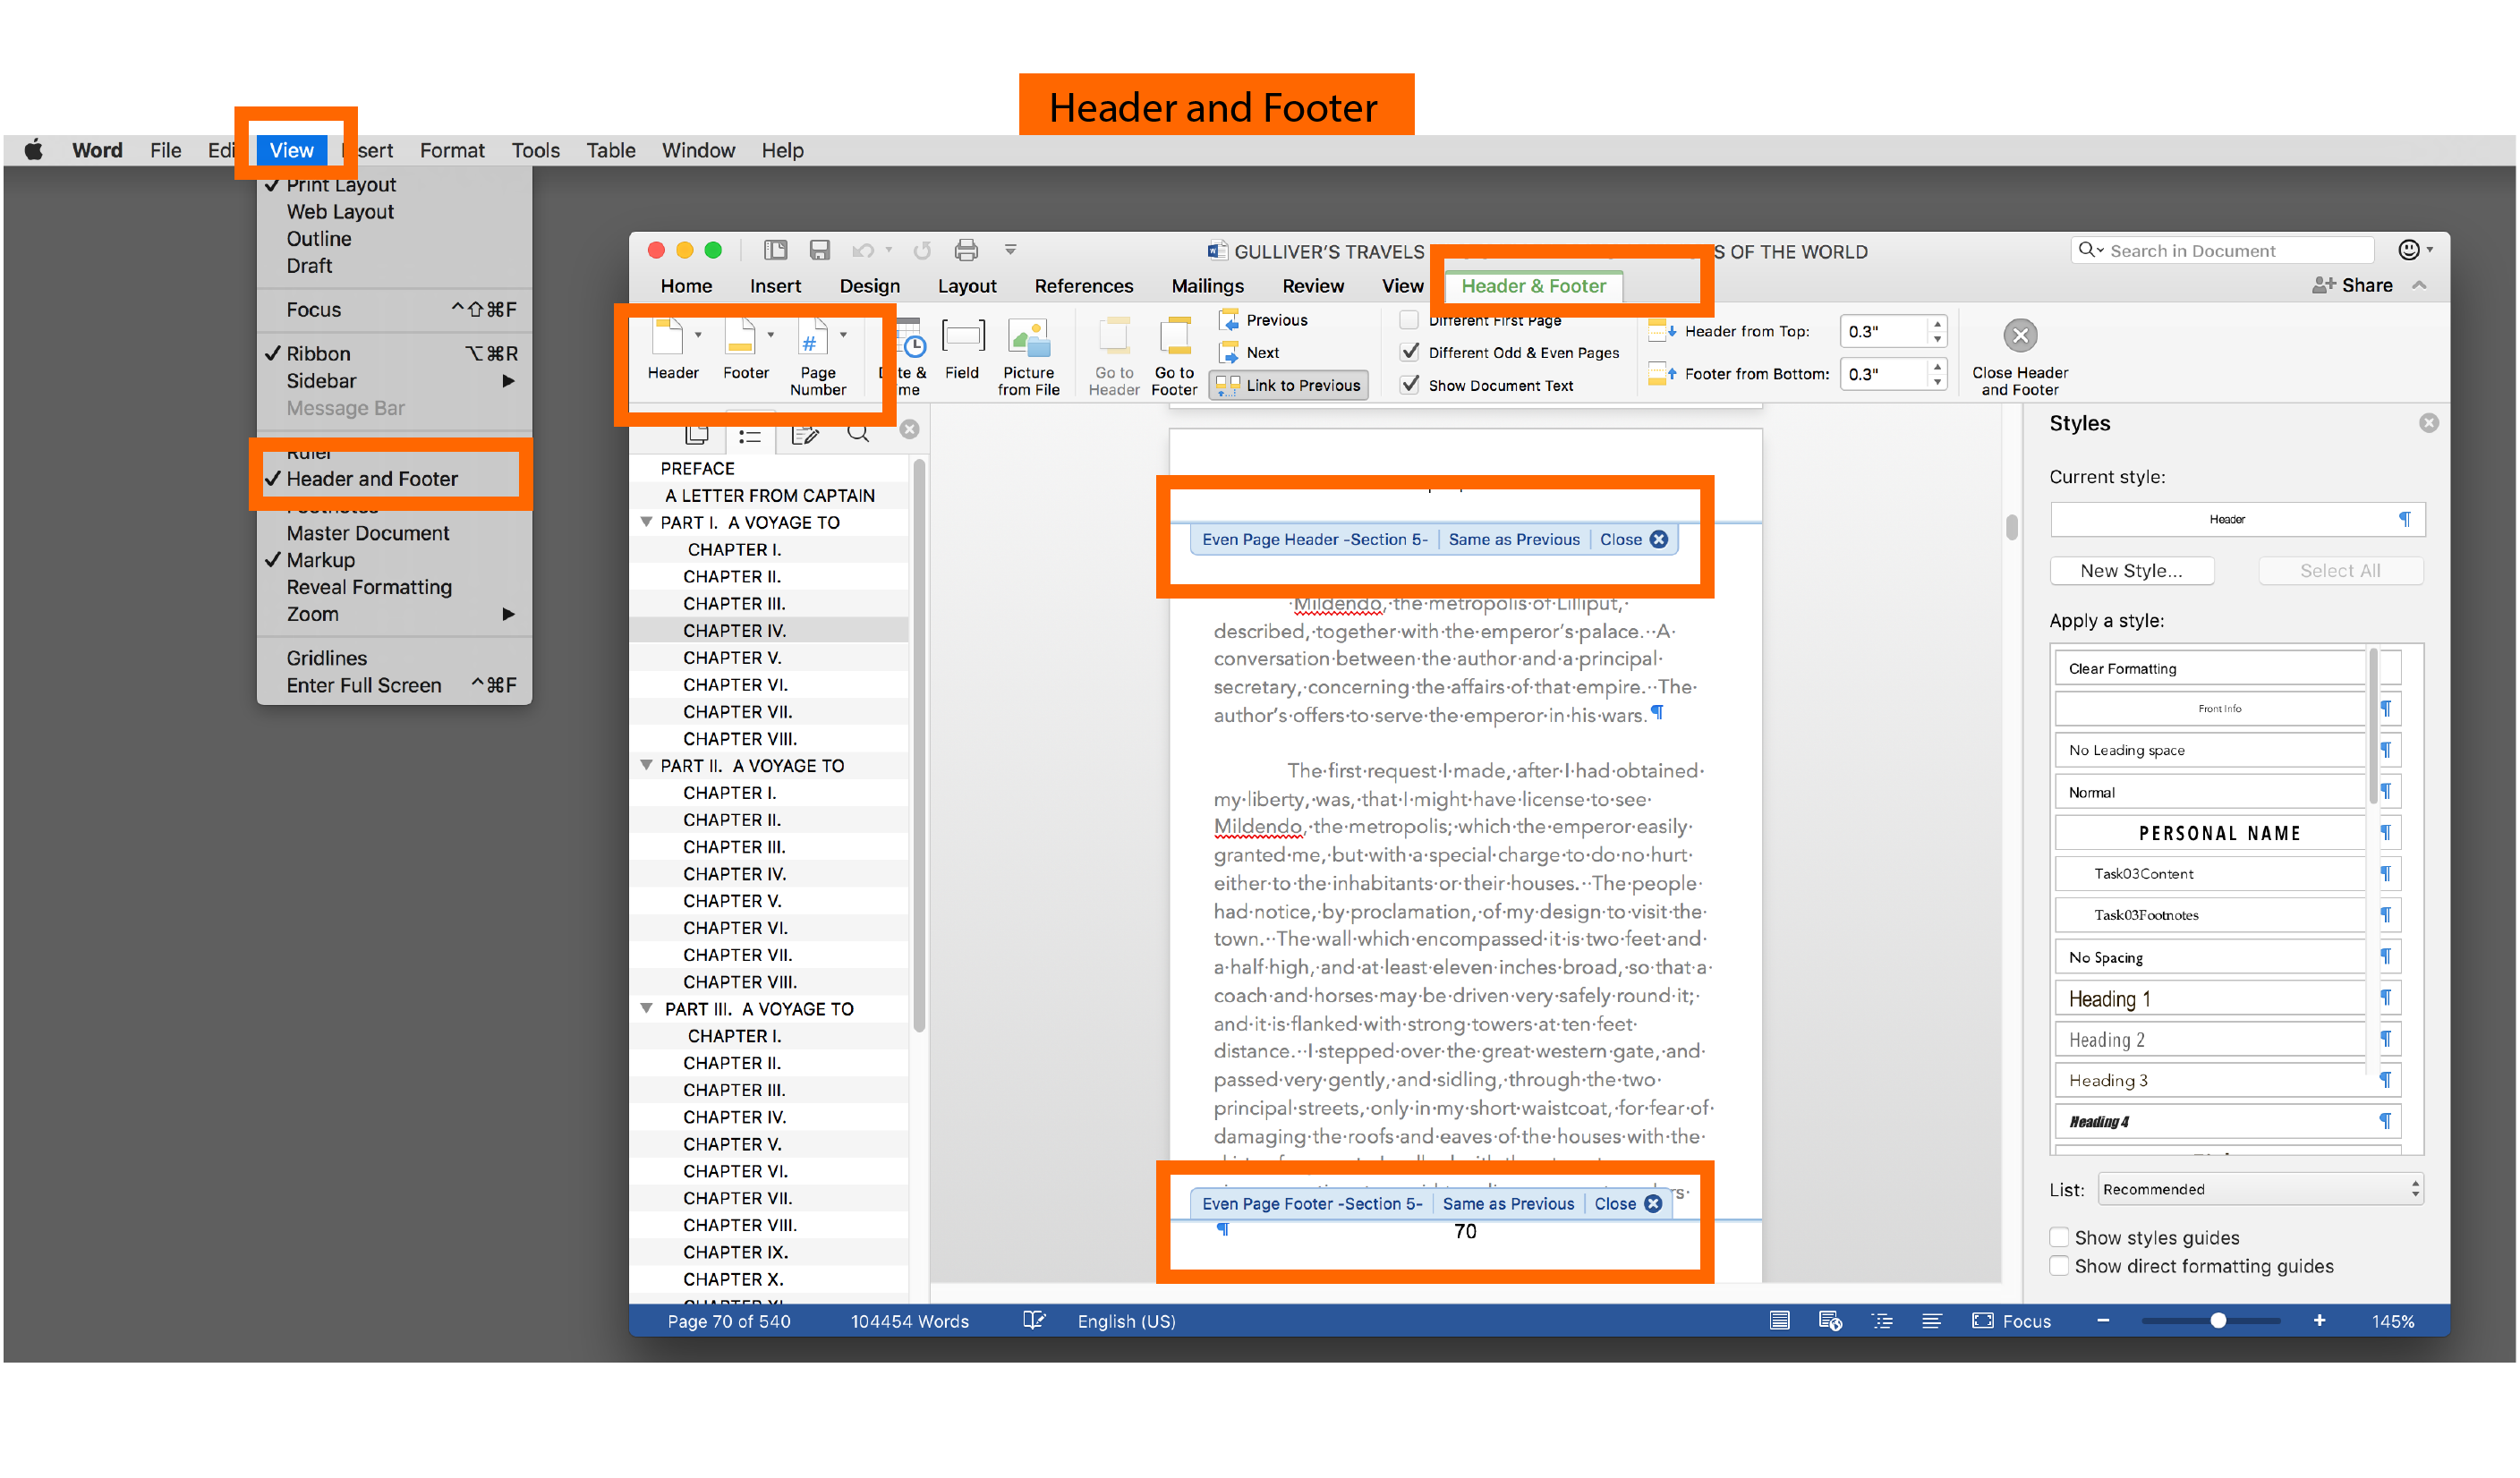 Header and Footer
Word File Edi View sert Format Tools Table Window Help
✓ Print Layout
Web Layout
Outline
Draft
Focus ^⇧⌘F
✓ Ribbon ⌥⌘R
Sidebar ▶
Message Bar
Ruler
✓ Header and Footer
Footnotes
Master Document
✓ Markup
Reveal Formatting
Zoom ▶
Gridlines
Enter Full Screen ^⌘F
GULLIVER'S TRAVELS S OF THE WORLD
Search in Document
Home Insert Design Layout References Mailings Review View Header & Footer Share
Header
Footer
Page
Number
Date &
me
Field
Picture
from File
Go to
Header
Go to
Footer
Previous
Next
Link to Previous
Different First Page
Different Odd & Even Pages
Show Document Text
Header from Top: 0.3"
Footer from Bottom: 0.3"
Close Header
and Footer
PREFACE
A LETTER FROM CAPTAIN
PART I. A VOYAGE TO
CHAPTER I.
CHAPTER II.
CHAPTER III.
CHAPTER IV.
CHAPTER V.
CHAPTER VI.
CHAPTER VII.
CHAPTER VIII.
PART II. A VOYAGE TO
CHAPTER I.
CHAPTER II.
CHAPTER III.
CHAPTER IV.
CHAPTER V.
CHAPTER VI.
CHAPTER VII.
CHAPTER VIII.
PART III. A VOYAGE TO
CHAPTER I.
CHAPTER II.
CHAPTER III.
CHAPTER IV.
CHAPTER V.
CHAPTER VI.
CHAPTER VII.
CHAPTER VIII.
CHAPTER IX.
CHAPTER X.
CHAPTER XI.
Even Page Header -Section 5- Same as Previous Close
·Mildendo,·the·metropolis·of·Lilliput,·
described,·together·with·the·emperor's·palace.··A·
conversation·between·the·author·and·a·principal·
secretary,·concerning·the·affairs·of·that·empire.··The·
author's·offers·to·serve·the·emperor·in·his·wars.¶
The·first·request·I·made,·after·I·had·obtained·
my·liberty,·was,·that·I·might·have·license·to·see·
Mildendo,·the·metropolis;·which·the·emperor·easily·
granted·me,·but·with·a·special·charge·to·do·no·hurt·
either·to·the·inhabitants·or·their·houses.··The·people·
had·notice,·by·proclamation,·of·my·design·to·visit·the·
town.··The·wall·which·encompassed·it·is·two·feet·and·
a·half·high,·and·at·least·eleven·inches·broad,·so·that·a·
coach·and·horses·may·be·driven·very·safely·round·it;·
and·it·is·flanked·with·strong·towers·at·ten·feet·
distance.··I·stepped·over·the·great·western·gate,·and·
passed·very·gently,·and·sidling,·through·the·two·
principal·streets,·only·in·my·short·waistcoat,·for·fear·of·
damaging·the·roofs·and·eaves·of·the·houses·with·the·
Even Page Footer -Section 5- Same as Previous Close
¶ 70
Styles
Current style:
Header ¶
New Style... Select All
Apply a style:
Clear Formatting
Front Info ¶
No Leading space ¶
Normal ¶
PERSONAL NAME ¶
Task03Content ¶
Task03Footnotes ¶
No Spacing ¶
Heading 1 ¶
Heading 2 ¶
Heading 3 ¶
Heading 4 ¶
List: Recommended
Show styles guides
Show direct formatting guides
Page 70 of 540 104454 Words English (US) Focus − + 145%